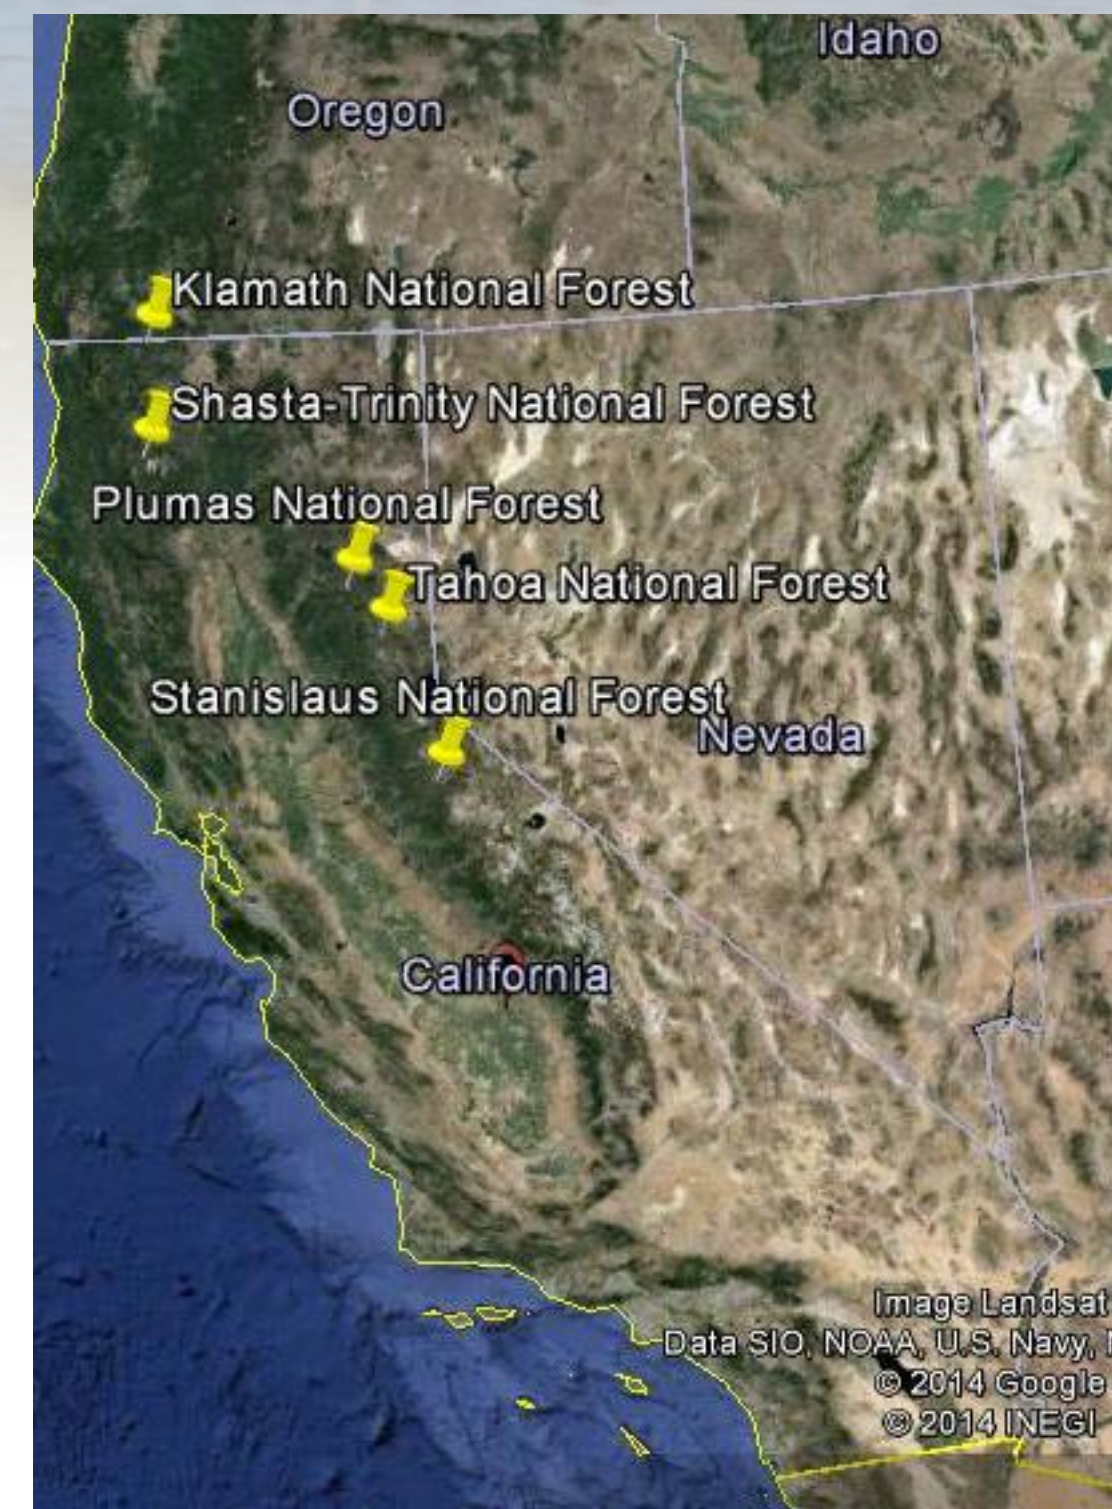 Idaho
Oregon
Klamath National Forest
Shasta-Trinity National Forest
Plumas National Forest
Tahoa National Forest
Stanislaus National Forest
Nevada
California
Image Landsat
Data SIO, NOAA, U.S. Navy,
© 2014 Google
© 2014 INEGI